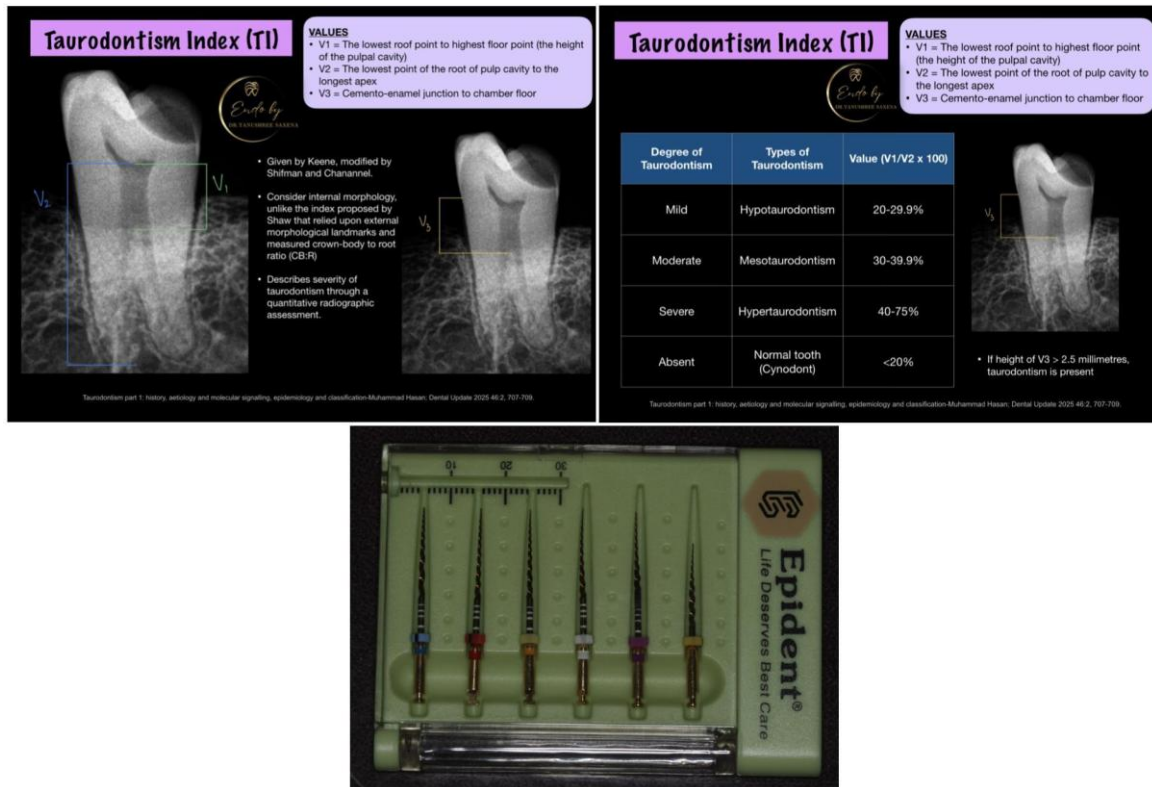 Taurodontism Index (TI)
VALUES
• V1 = The lowest roof point to highest floor point (the height
of the pulpal cavity)
• V2 = The lowest point of the root of pulp cavity to the
longest apex
• V3 = Cemento-enamel junction to chamber floor
Endo by
DR TANUSHREE SAXENA
V2
V1
• Given by Keene, modified by
Shifman and Chanannel.
• Consider internal morphology,
unlike the index proposed by
Shaw that relied upon external
morphological landmarks and
measured crown-body to root
ratio (CB:R)
• Describes severity of
taurodontism through a
quantitative radiographic
assessment.
V3
Taurodontism part 1: history, aetiology and molecular signalling, epidemiology and classification-Muhammad Hasan; Dental Update 2025 46:2, 707-709.
Taurodontism Index (TI)
VALUES
• V1 = The lowest roof point to highest floor point
(the height of the pulpal cavity)
• V2 = The lowest point of the root of pulp cavity to the
longest apex
• V3 = Cemento-enamel junction to chamber floor
Endo by
DR TANUSHREE SAXENA
Degree of Taurodontism Types of Taurodontism Value (V1/V2 x 100)
Mild Hypotaurodontism 20-29.9%
Moderate Mesotaurodontism 30-39.9%
Severe Hypertaurodontism 40-75%
Absent Normal tooth (Cynodont) <20%
V3
• If height of V3 > 2.5 millimetres,
taurodontism is present
Taurodontism part 1: history, aetiology and molecular signalling, epidemiology and classification-Muhammad Hasan; Dental Update 2025 46:2, 707-709.
10 20 30
Epident®
Life Deserves Best Care